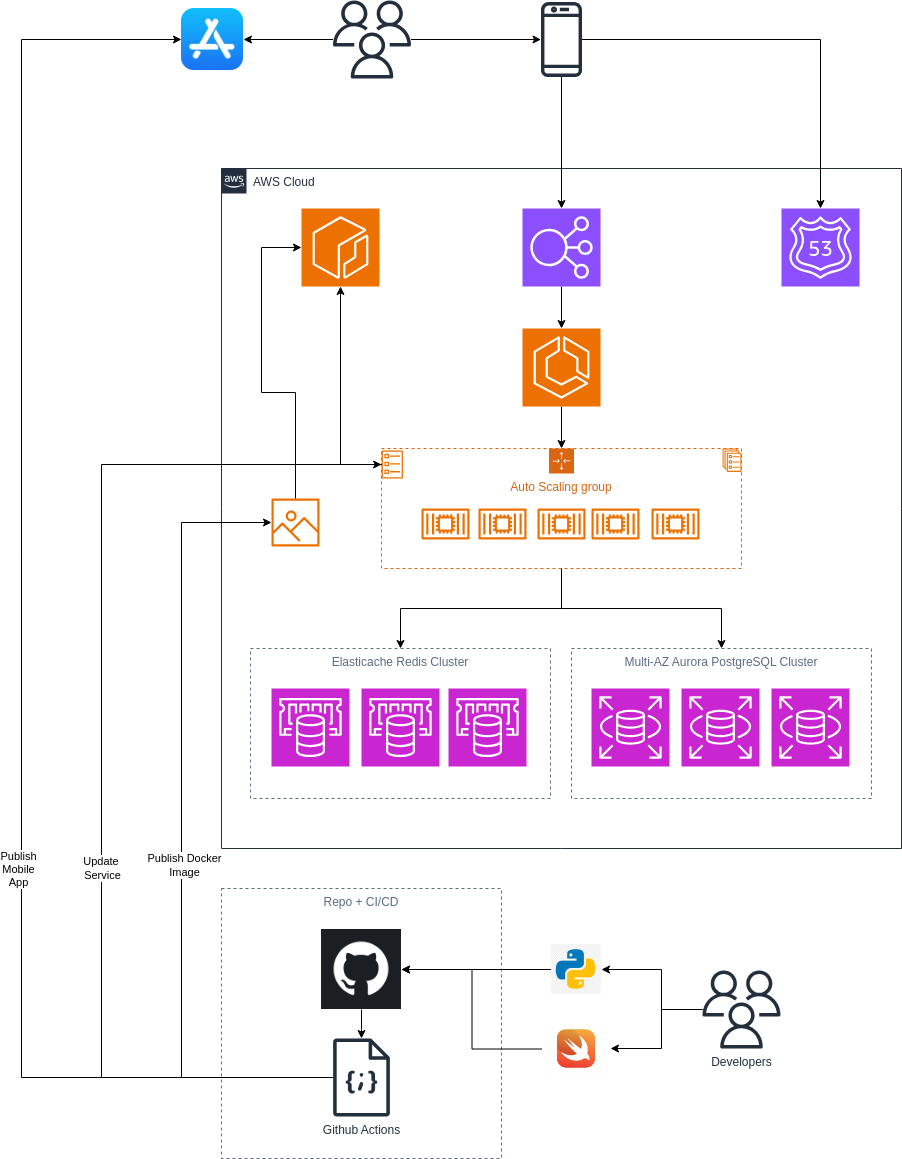 aws
AWS Cloud
53
Auto Scaling group
Elasticache Redis Cluster
Multi-AZ Aurora PostgreSQL Cluster
Publish
Mobile
App
Update
Service
Publish Docker
Image
Repo + CI/CD
{;}
Github Actions
Developers